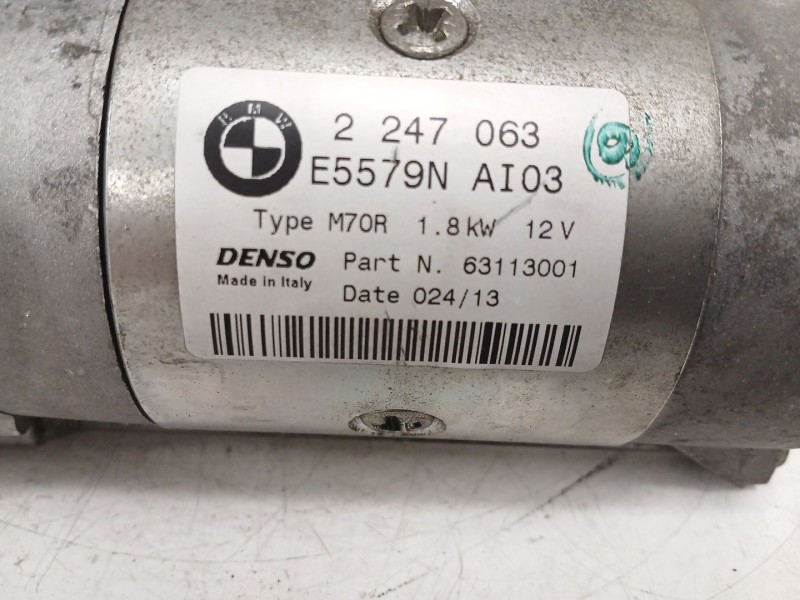 BMW
2 247 063
E5579N AI03
Type M70R 1.8kW 12V
DENSO Part N. 63113001
Made in Italy
Date 024/13